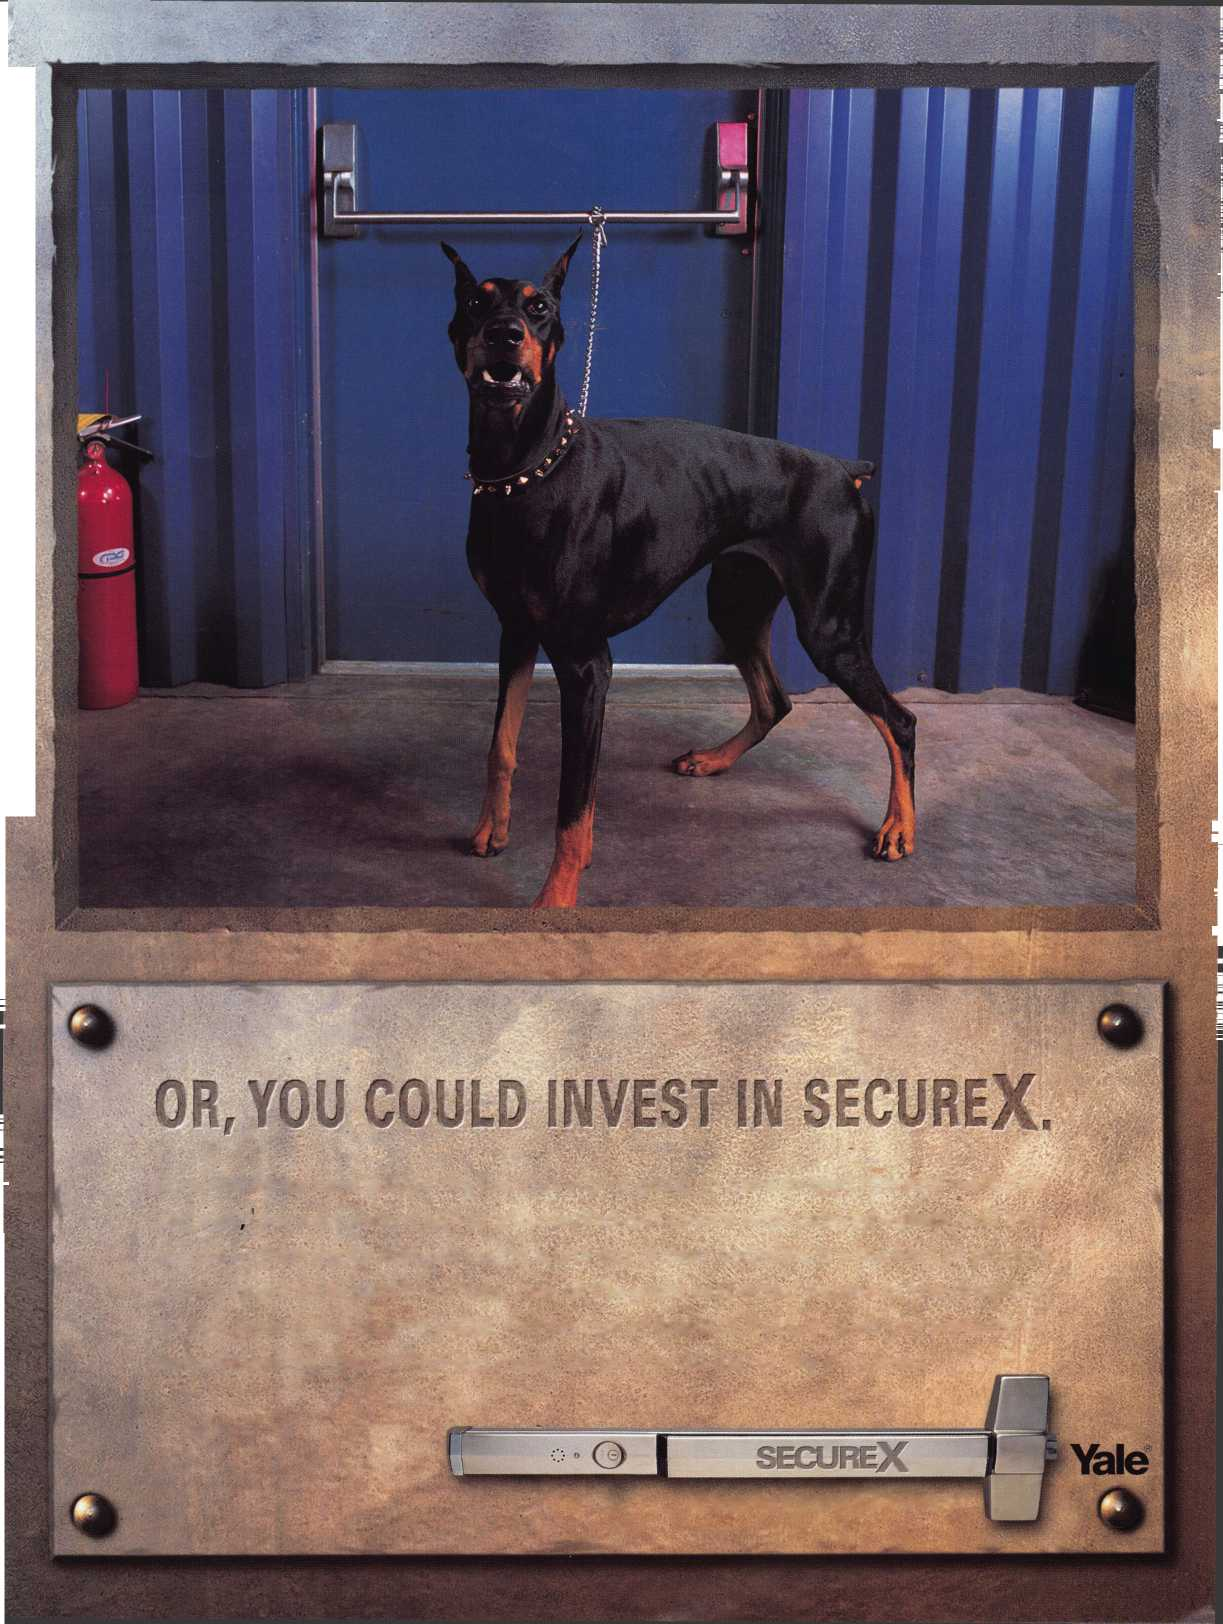 OR, YOU COULD INVEST IN SECUREX.
SECUREX
Yale®